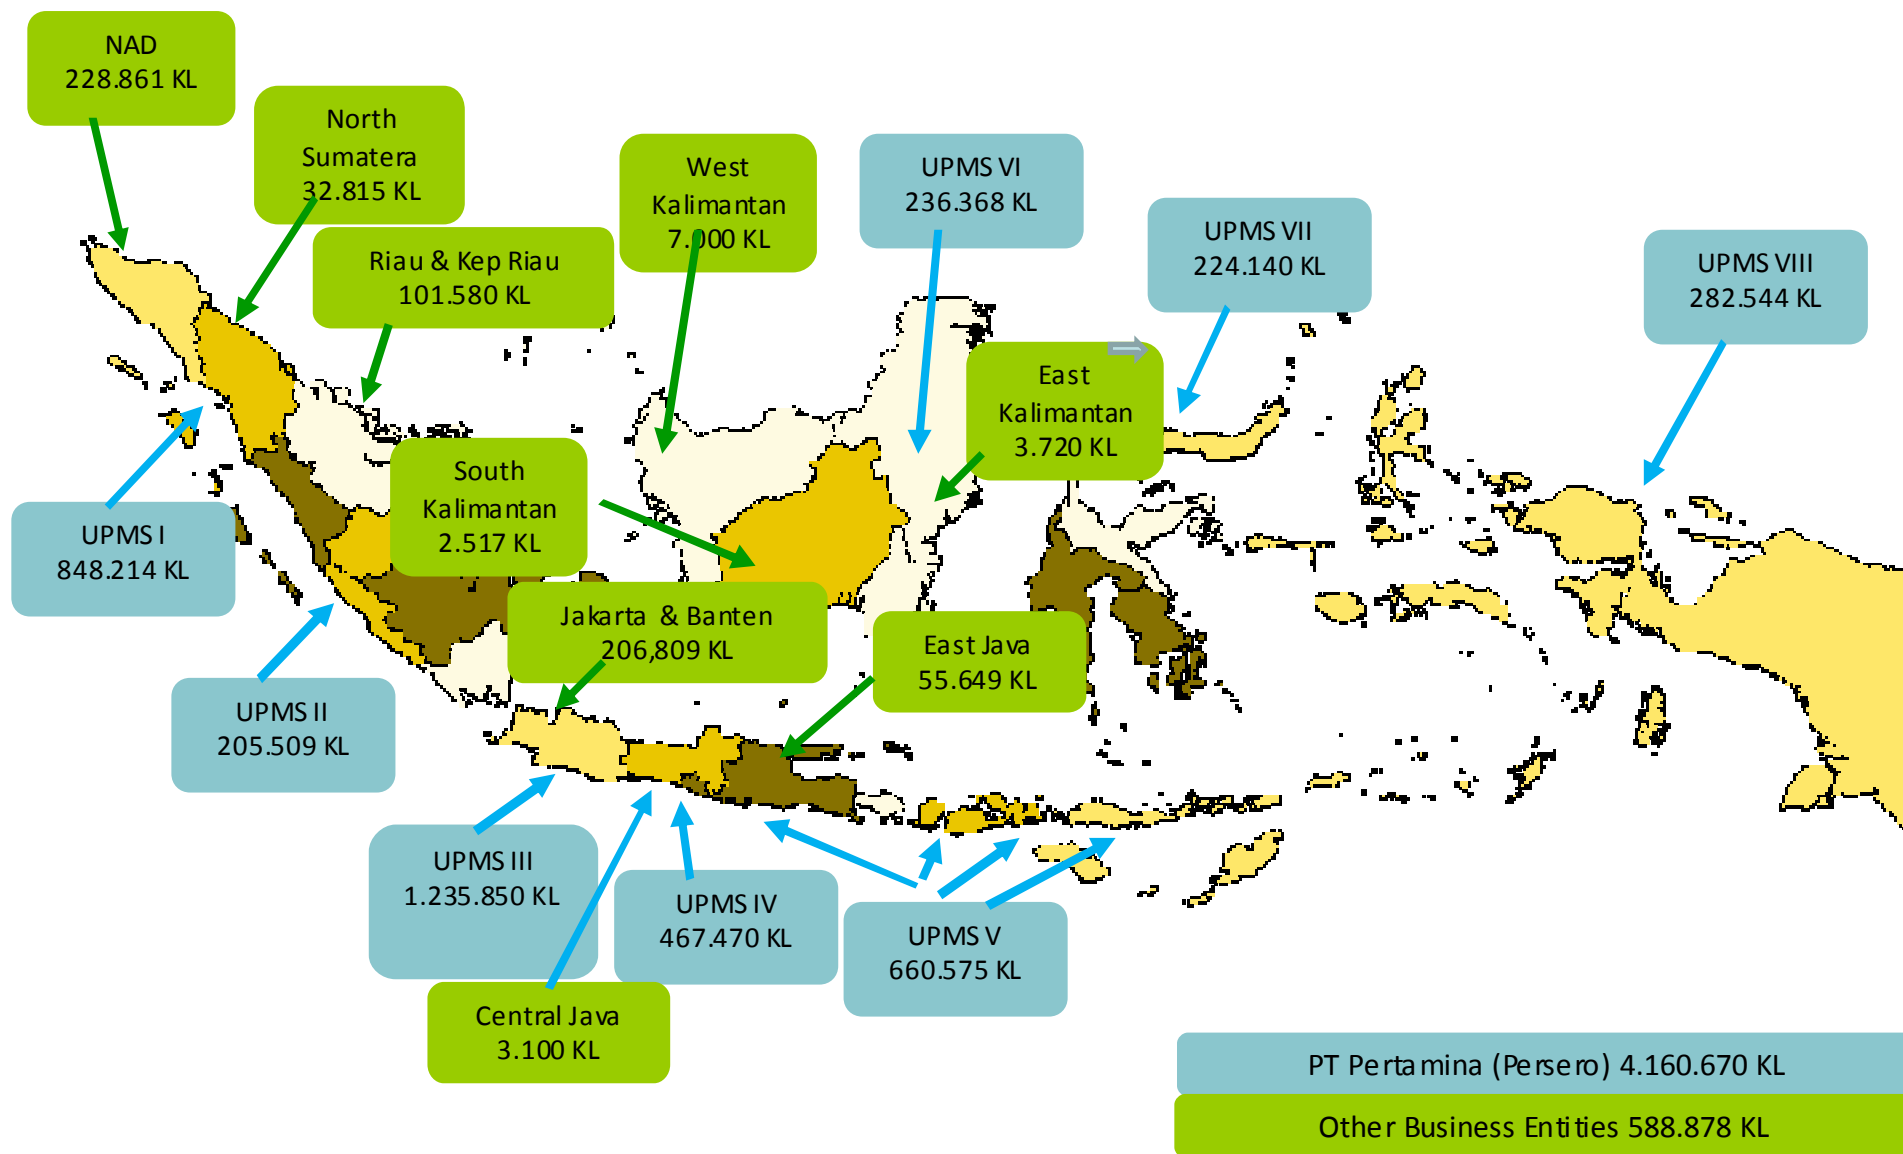 NAD
228.861 KL
North
Sumatera
32.815 KL
Riau & Kep Riau
101.580 KL
West
Kalimantan
7.000 KL
UPMS VI
236.368 KL
UPMS VII
224.140 KL
UPMS VIII
282.544 KL
East
Kalimantan
3.720 KL
South
Kalimantan
2.517 KL
UPMS I
848.214 KL
Jakarta & Banten
206,809 KL
East Java
55.649 KL
UPMS II
205.509 KL
UPMS III
1.235.850 KL
UPMS IV
467.470 KL
UPMS V
660.575 KL
Central Java
3.100 KL
PT Pertamina (Persero) 4.160.670 KL
Other Business Entities 588.878 KL